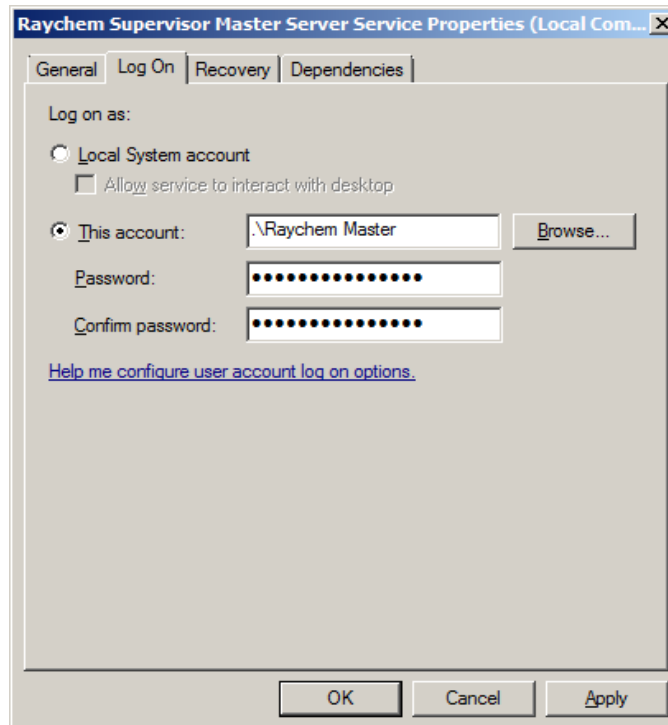 Raychem Supervisor Master Server Service Properties (Local Com...
General Log On Recovery Dependencies
Log on as:
Local System account
Allow service to interact with desktop
This account: .\Raychem Master Browse...
Password: •••••••••••••••
Confirm password: •••••••••••••••
Help me configure user account log on options.
OK Cancel Apply